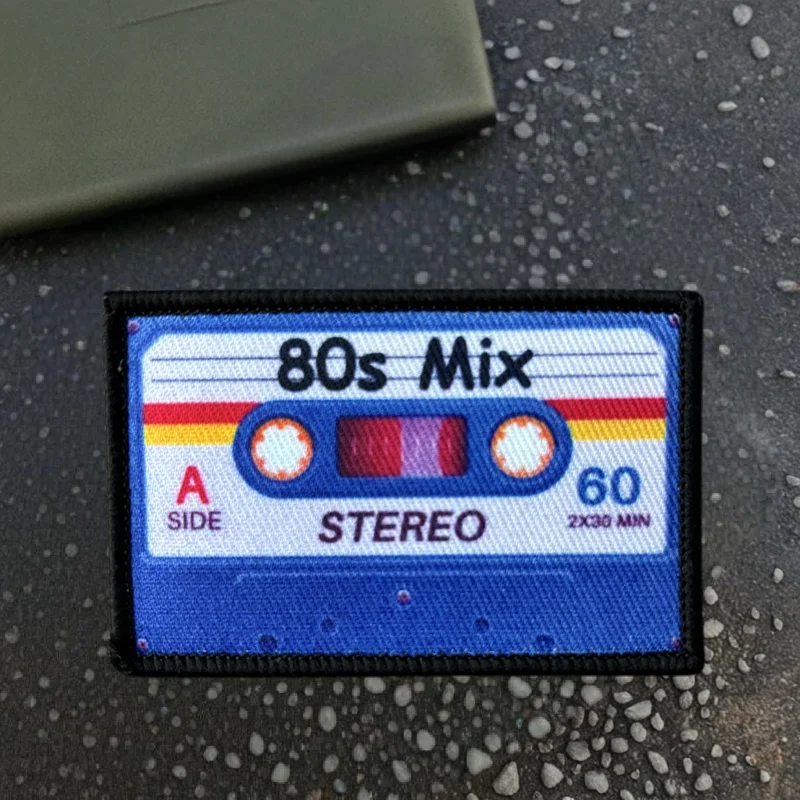 80s Mix
A
SIDE
STEREO
60
2X30 MIN